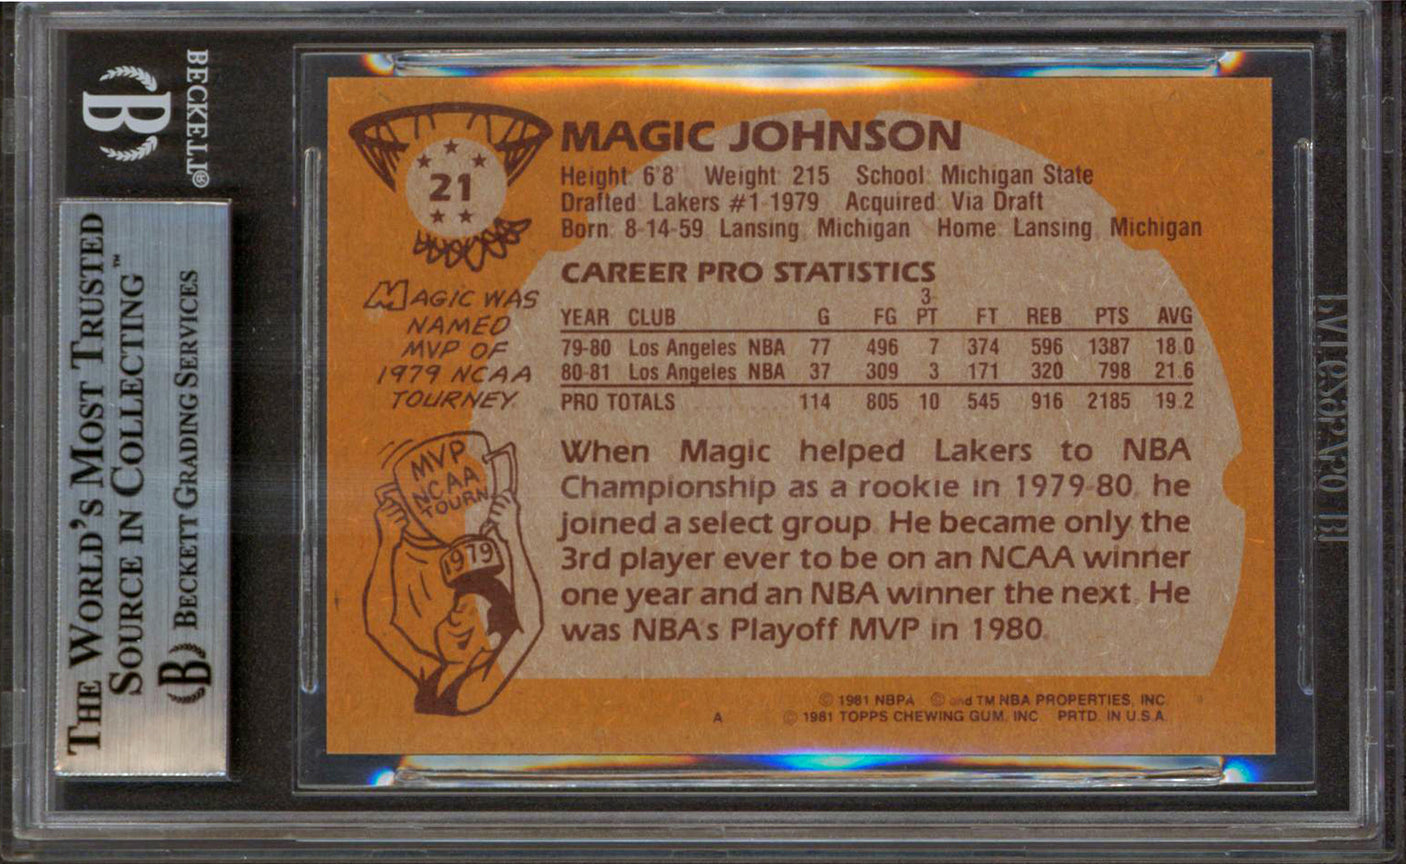 BECKETT®
B
THE WORLD'S MOST TRUSTED
SOURCE IN COLLECTING™
B BECKETT GRADING SERVICES
21
MAGIC JOHNSON
Height: 6'8" Weight: 215 School: Michigan State
Drafted: Lakers #1-1979 Acquired: Via Draft
Born: 8-14-59 Lansing, Michigan Home: Lansing, Michigan
CAREER PRO STATISTICS
YEAR CLUB G FG 3-PT FT REB PTS AVG
79-80 Los Angeles NBA 77 496 7 374 596 1387 18.0
80-81 Los Angeles NBA 37 309 3 171 320 798 21.6
PRO TOTALS 114 805 10 545 916 2185 19.2
MAGIC WAS
NAMED
MVP OF
1979 NCAA
TOURNEY.
MVP
NCAA
TOURN
1979
When Magic helped Lakers to NBA
Championship as a rookie in 1979-80, he
joined a select group. He became only the
3rd player ever to be on an NCAA winner
one year and an NBA winner the next. He
was NBA's Playoff MVP in 1980.
© 1981 NBPA © and TM NBA PROPERTIES, INC.
A © 1981 TOPPS CHEWING GUM, INC. PRTD. IN U.S.A.